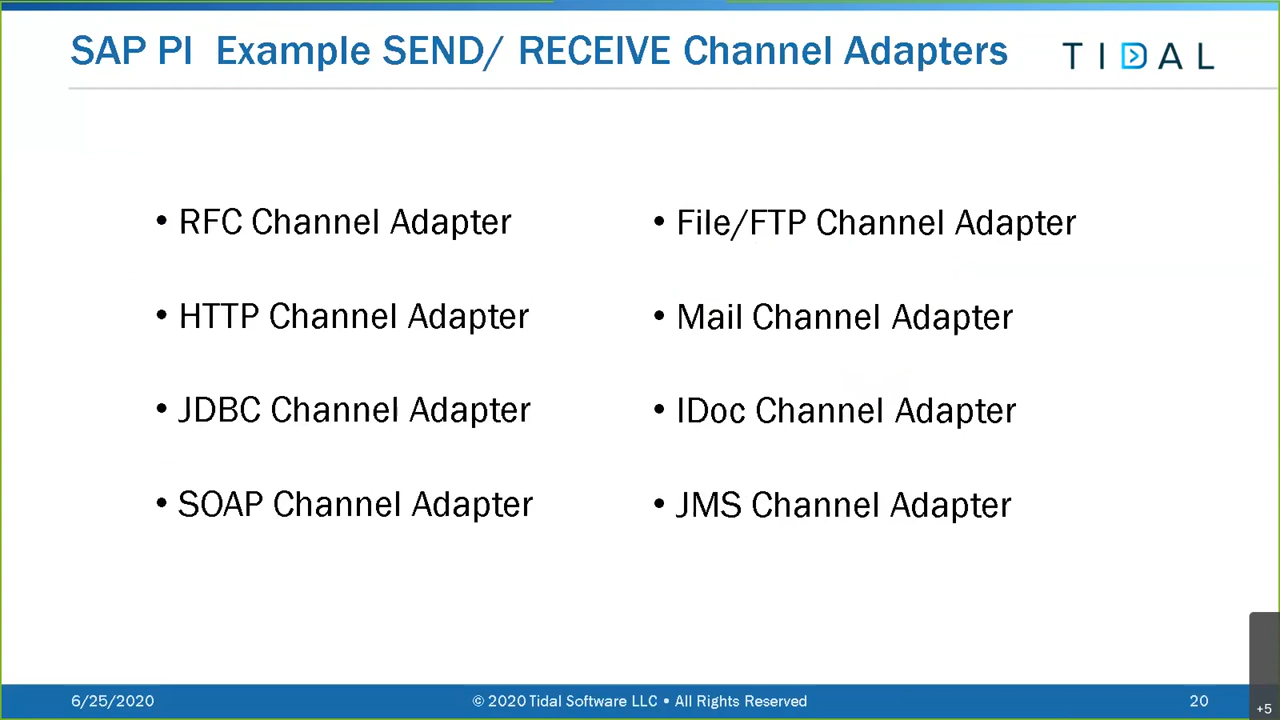 SAP PI Example SEND/ RECEIVE Channel Adapters
TIDAL
• RFC Channel Adapter
• HTTP Channel Adapter
• JDBC Channel Adapter
• SOAP Channel Adapter
• File/FTP Channel Adapter
• Mail Channel Adapter
• IDoc Channel Adapter
• JMS Channel Adapter
6/25/2020
© 2020 Tidal Software LLC • All Rights Reserved
20
+5